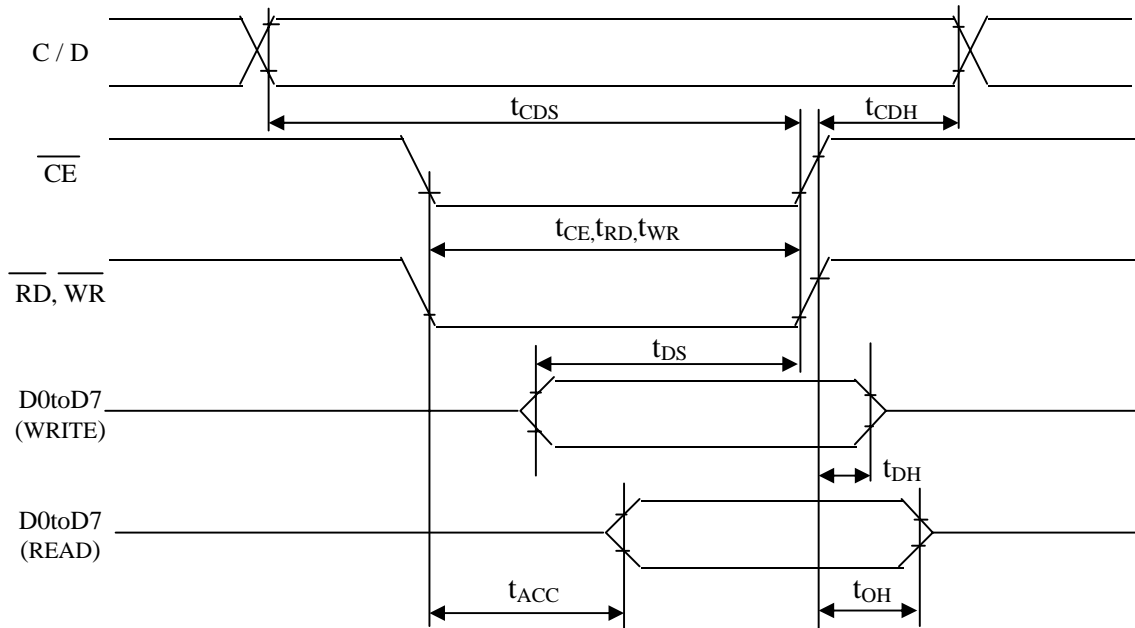 C / D
tCDS
tCDH
CE
tCE,tRD,tWR
RD, WR
tDS
D0toD7
(WRITE)
tDH
D0toD7
(READ)
tACC
tOH